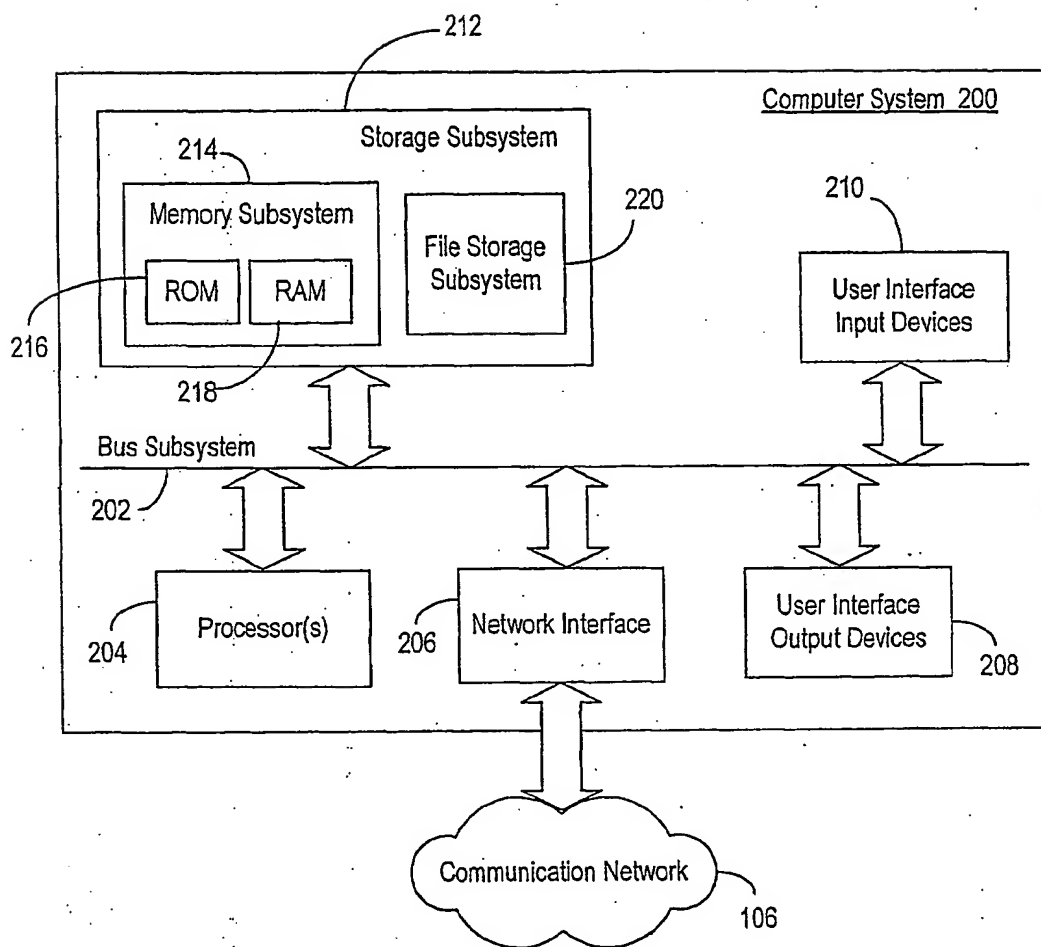 212
Computer System 200
Storage Subsystem
214
Memory Subsystem
ROM
RAM
216
218
File Storage
Subsystem
220
210
User Interface
Input Devices
Bus Subsystem
202
Processor(s)
204
Network Interface
206
User Interface
Output Devices
208
Communication Network
106